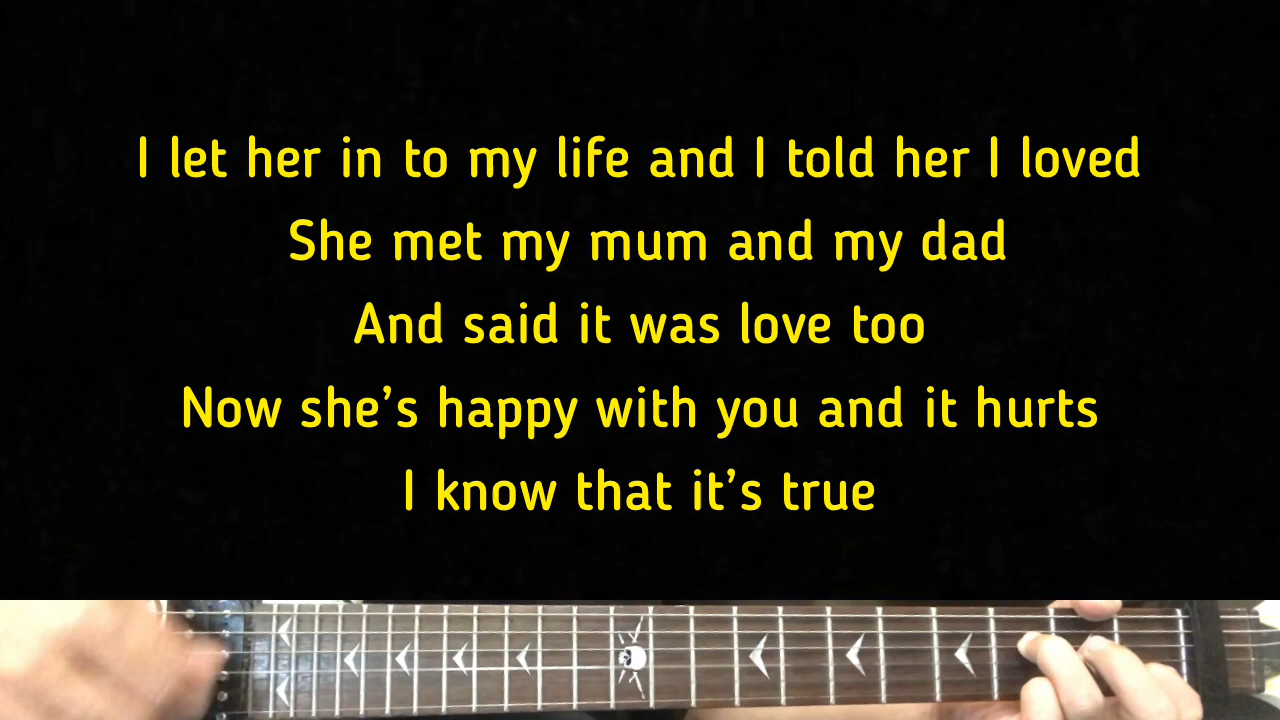 I let her in to my life and I told her I loved
She met my mum and my dad
And said it was love too
Now she’s happy with you and it hurts
I know that it’s true